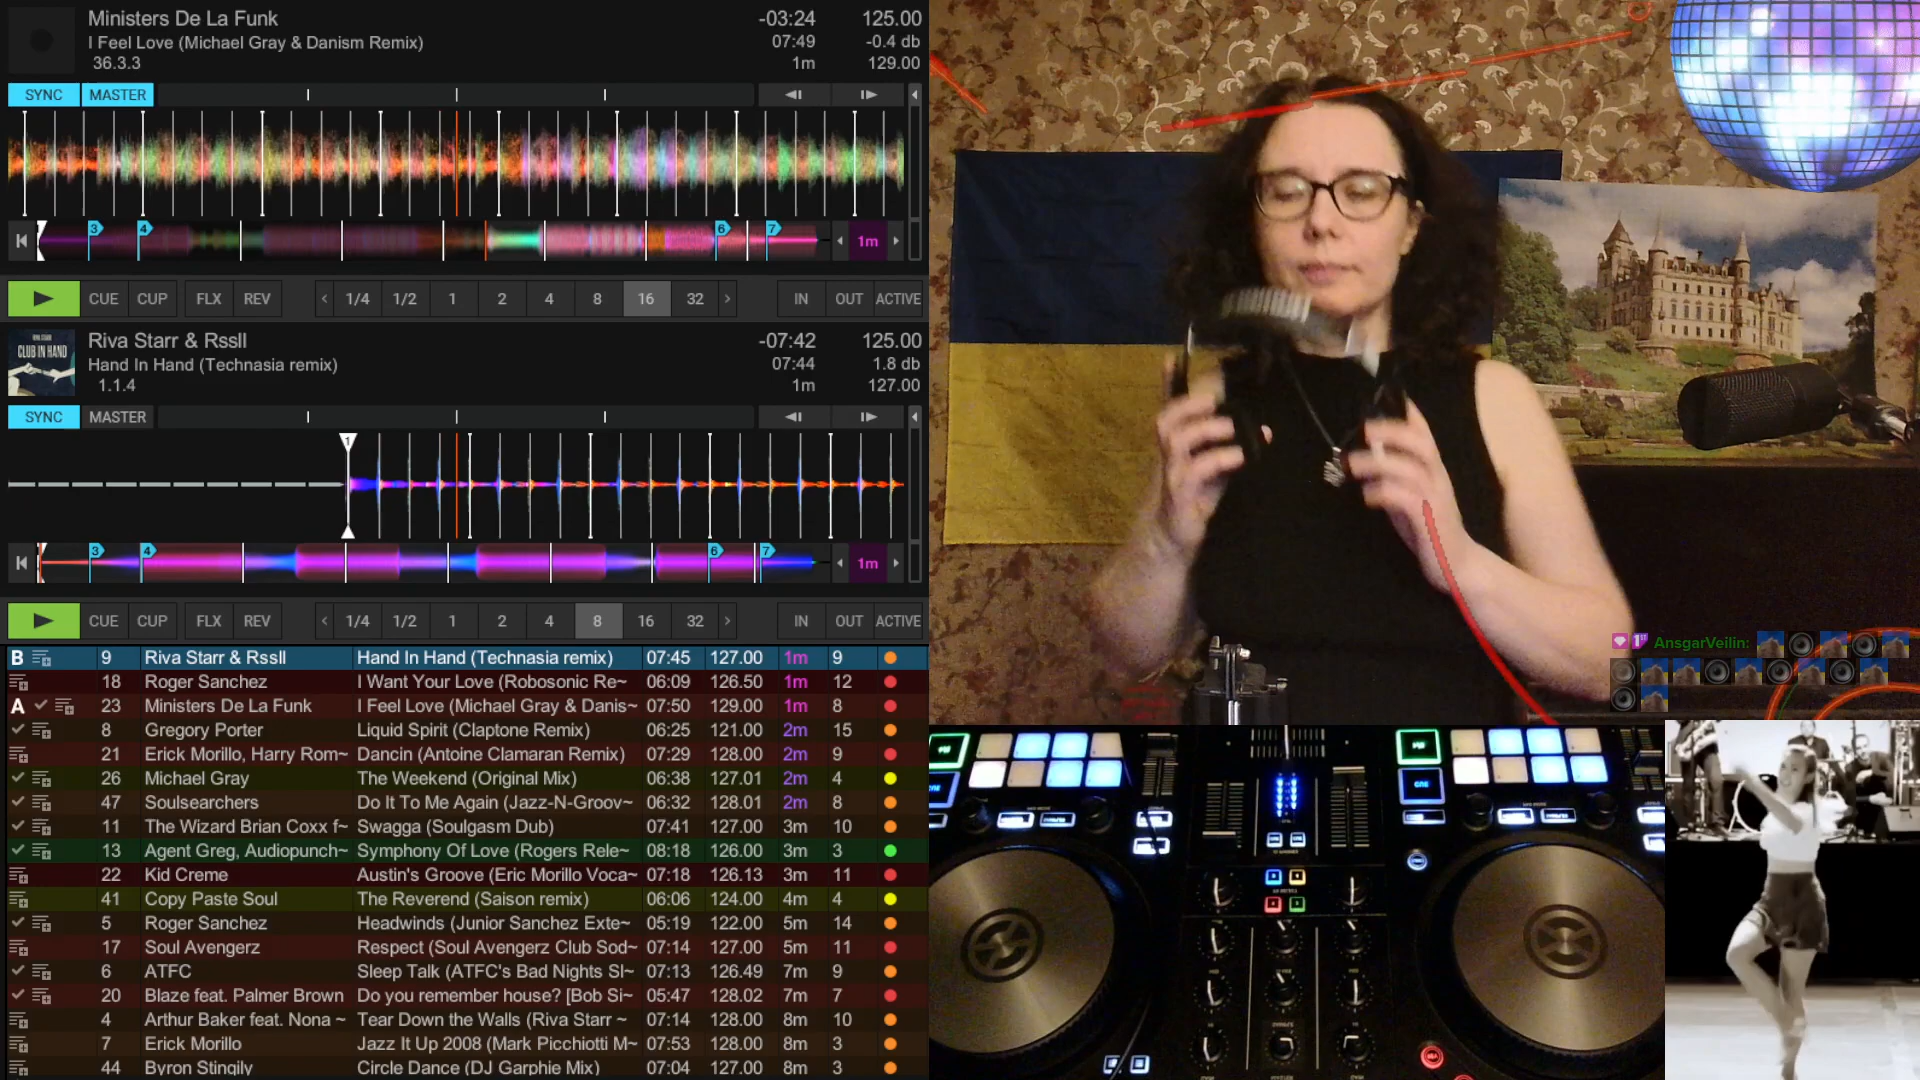 Ministers De La Funk -03:24 125.00
I Feel Love (Michael Gray & Danism Remix) 07:49 -0.4 db
36.3.3 1m 129.00
SYNC MASTER
3 4 6 7 1m
CUE CUP FLX REV 1/4 1/2 1 2 4 8 16 32 IN OUT ACTIVE
Riva Starr & Rssll -07:42 125.00
CLUB IN HAND
Hand In Hand (Technasia remix) 07:44 1.8 db
1.1.4 1m 127.00
SYNC MASTER
1
3 4 6 7 1m
CUE CUP FLX REV 1/4 1/2 1 2 4 8 16 32 IN OUT ACTIVE
B 9 Riva Starr & Rssll Hand In Hand (Technasia remix) 07:45 127.00 1m 9
18 Roger Sanchez I Want Your Love (Robosonic Re~ 06:09 126.50 1m 12
A 23 Ministers De La Funk I Feel Love (Michael Gray & Danis~ 07:50 129.00 1m 8
8 Gregory Porter Liquid Spirit (Claptone Remix) 06:25 121.00 2m 15
21 Erick Morillo, Harry Rom~ Dancin (Antoine Clamaran Remix) 07:29 128.00 2m 9
26 Michael Gray The Weekend (Original Mix) 06:38 127.01 2m 4
47 Soulsearchers Do It To Me Again (Jazz-N-Groov~ 06:32 128.01 2m 8
11 The Wizard Brian Coxx f~ Swagga (Soulgasm Dub) 07:41 127.00 3m 10
13 Agent Greg, Audiopunch~ Symphony Of Love (Rogers Rele~ 08:18 126.00 3m 3
22 Kid Creme Austin's Groove (Eric Morillo Voca~ 07:18 126.13 3m 11
41 Copy Paste Soul The Reverend (Saison remix) 06:06 124.00 4m 4
5 Roger Sanchez Headwinds (Junior Sanchez Exte~ 05:19 122.00 5m 14
17 Soul Avengerz Respect (Soul Avengerz Club Sod~ 07:14 127.00 5m 11
6 ATFC Sleep Talk (ATFC's Bad Nights Sl~ 07:13 126.49 7m 9
20 Blaze feat. Palmer Brown Do you remember house? [Bob Si~ 05:47 128.02 7m 7
4 Arthur Baker feat. Nona ~ Tear Down the Walls (Riva Starr ~ 07:14 128.00 8m 10
7 Erick Morillo Jazz It Up 2008 (Mark Picchiotti M~ 07:53 128.00 8m 3
44 Byron Stingily Circle Dance (DJ Garphie Mix) 07:04 127.00 8m 3
AnsgarVeilin: